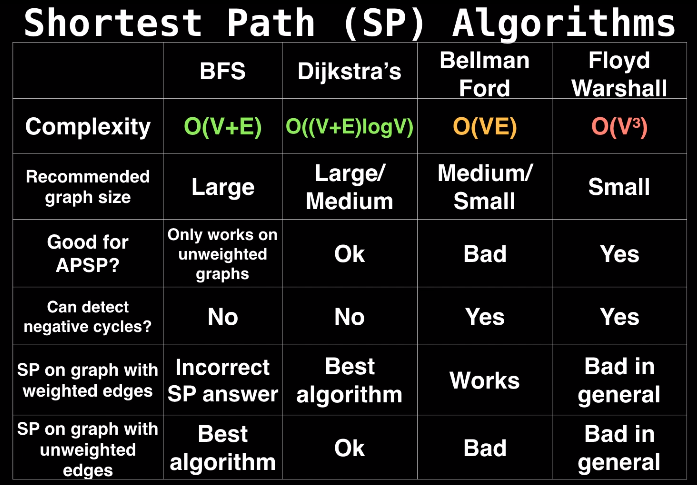 Shortest Path (SP) Algorithms
BFS
Dijkstra's
Bellman
Ford
Floyd
Warshall
Complexity
O(V+E)
O((V+E)logV)
O(VE)
O(V³)
Recommended
graph size
Large
Large/
Medium
Medium/
Small
Small
Good for
APSP?
Only works on
unweighted
graphs
Ok
Bad
Yes
Can detect
negative cycles?
No
No
Yes
Yes
SP on graph with
weighted edges
Incorrect
SP answer
Best
algorithm
Works
Bad in
general
SP on graph with
unweighted
edges
Best
algorithm
Ok
Bad
Bad in
general